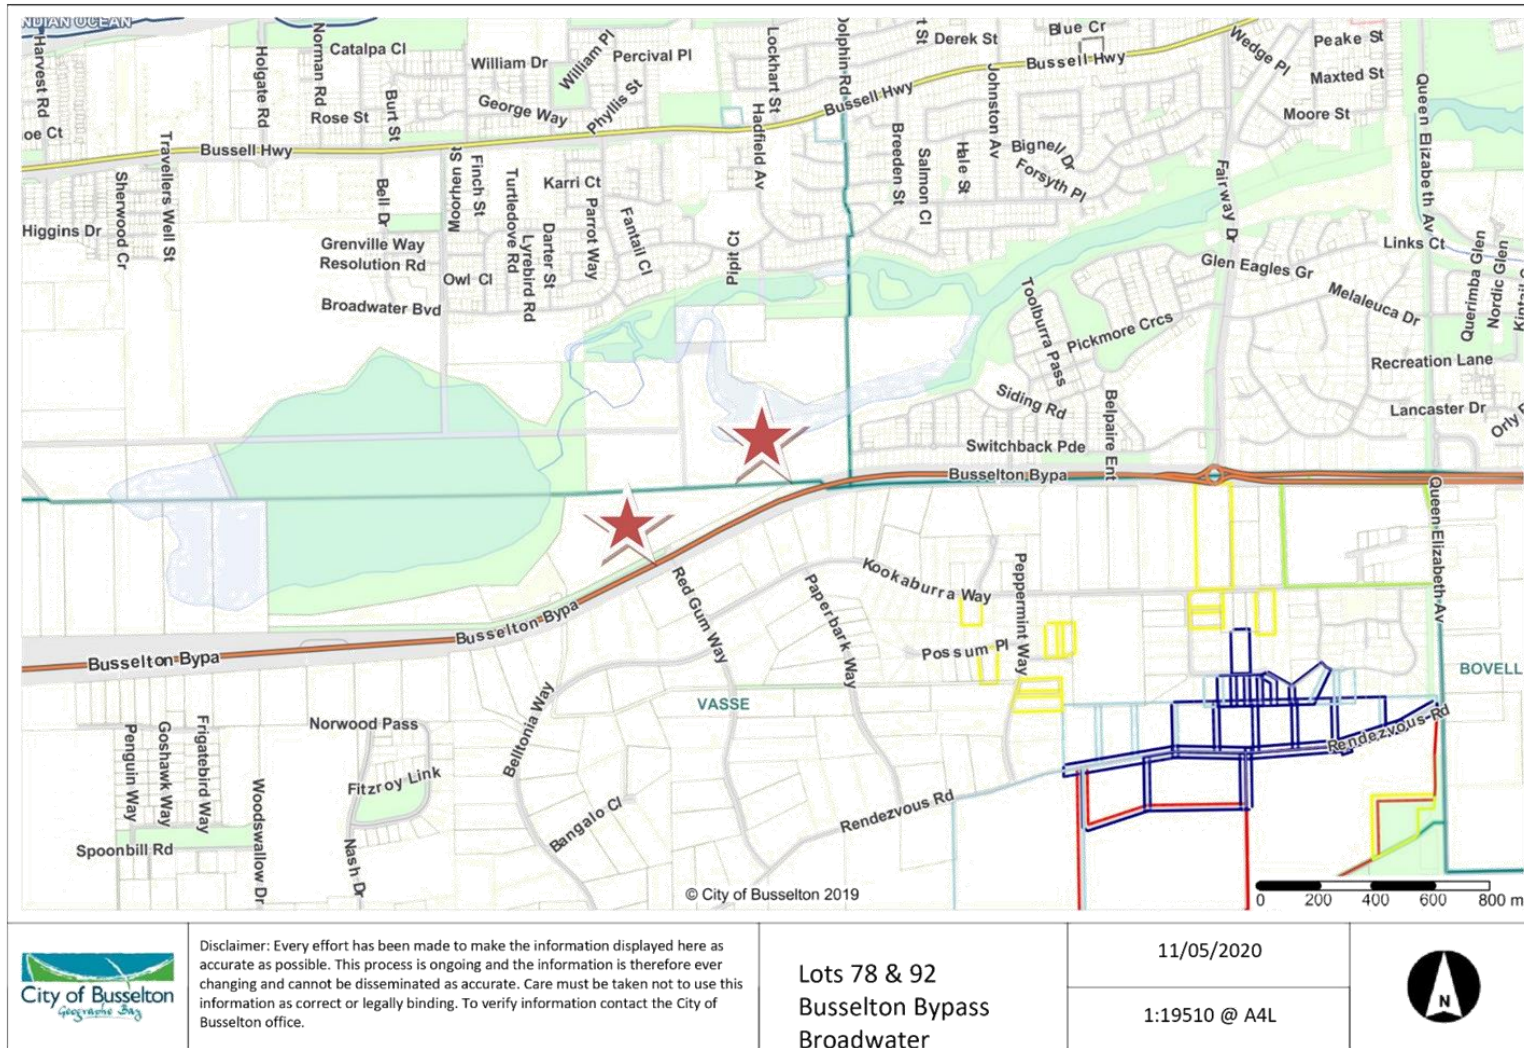 NDIAN OCEAN
Harvest Rd
oe Ct
Higgins Dr
Sherwood Cr
Travellers Well St
Holgate Rd
Norman Rd
Catalpa Cl
Rose St
Burt St
Bussell Hwy
Bell Dr
Grenville Way
Resolution Rd
Broadwater Bvd
William Dr
William Pl
Percival Pl
George Way
Phyllis St
Monhen St
Finch St
Turtledove Rd
Lyrebird Rd
Darter St
Karri Ct
Parrot Way
Fantail Cl
Owl Cl
Lockhart St
Hadfield Av
Pipit Ct
Dolphin Rd
Bussell Hwy
t St
Derek St
Blue Cr
Bussell Hwy
Johnston Av
Breeden St
Salmon Cl
Hale St
Bignell Dr
Forsyth Pl
Wedge Pl
Peake St
Maxted St
Moore St
Queen Elizabeth Av
Fairway Dr
Links Ct
Glen Eagles Gr
Melaleuca Dr
Querimba Glen
Nordic Glen
Recreation Lane
Lancaster Dr
Toolburra Pass
Pickmore Crcs
Siding Rd
Belpaire Ent
Switchback Pde
Busselton Bypa
Queen Elizabeth Av
Kookaburra Way
Peppermint Way
Possum Pl
Paperbark Way
Red Gum Way
Busselton Bypa
Busselton Bypa
VASSE
BOVELL
Rendezvous Rd
Rendezvous Rd
Belltonia Way
Bangalo Cl
Norwood Pass
Fitzroy Link
Nash Dr
Penguin Way
Goshawk Way
Frigatebird Way
Woodswallow Dr
Spoonbill Rd
© City of Busselton 2019
0 200 400 600 800 m
City of Busselton
Geographe Bay
Disclaimer: Every effort has been made to make the information displayed here as
accurate as possible. This process is ongoing and the information is therefore ever
changing and cannot be disseminated as accurate. Care must be taken not to use this
information as correct or legally binding. To verify information contact the City of
Busselton office.
Lots 78 & 92
Busselton Bypass
Broadwater
11/05/2020
1:19510 @ A4L
N